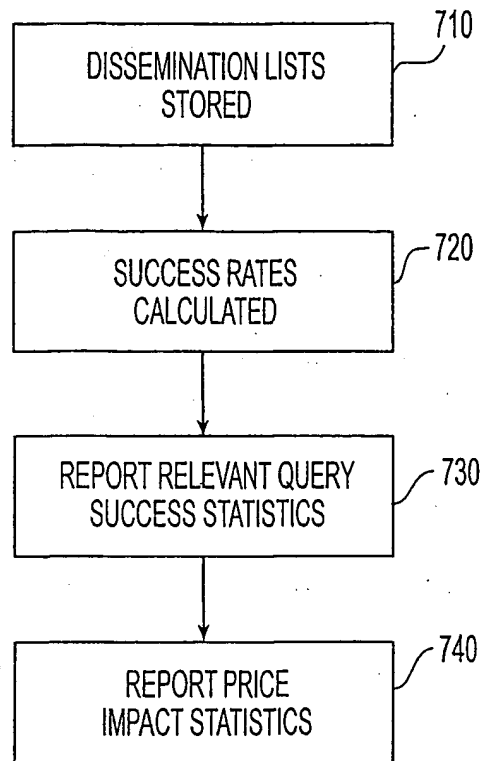 710
DISSEMINATION LISTS
STORED
720
SUCCESS RATES
CALCULATED
730
REPORT RELEVANT QUERY
SUCCESS STATISTICS
740
REPORT PRICE
IMPACT STATISTICS